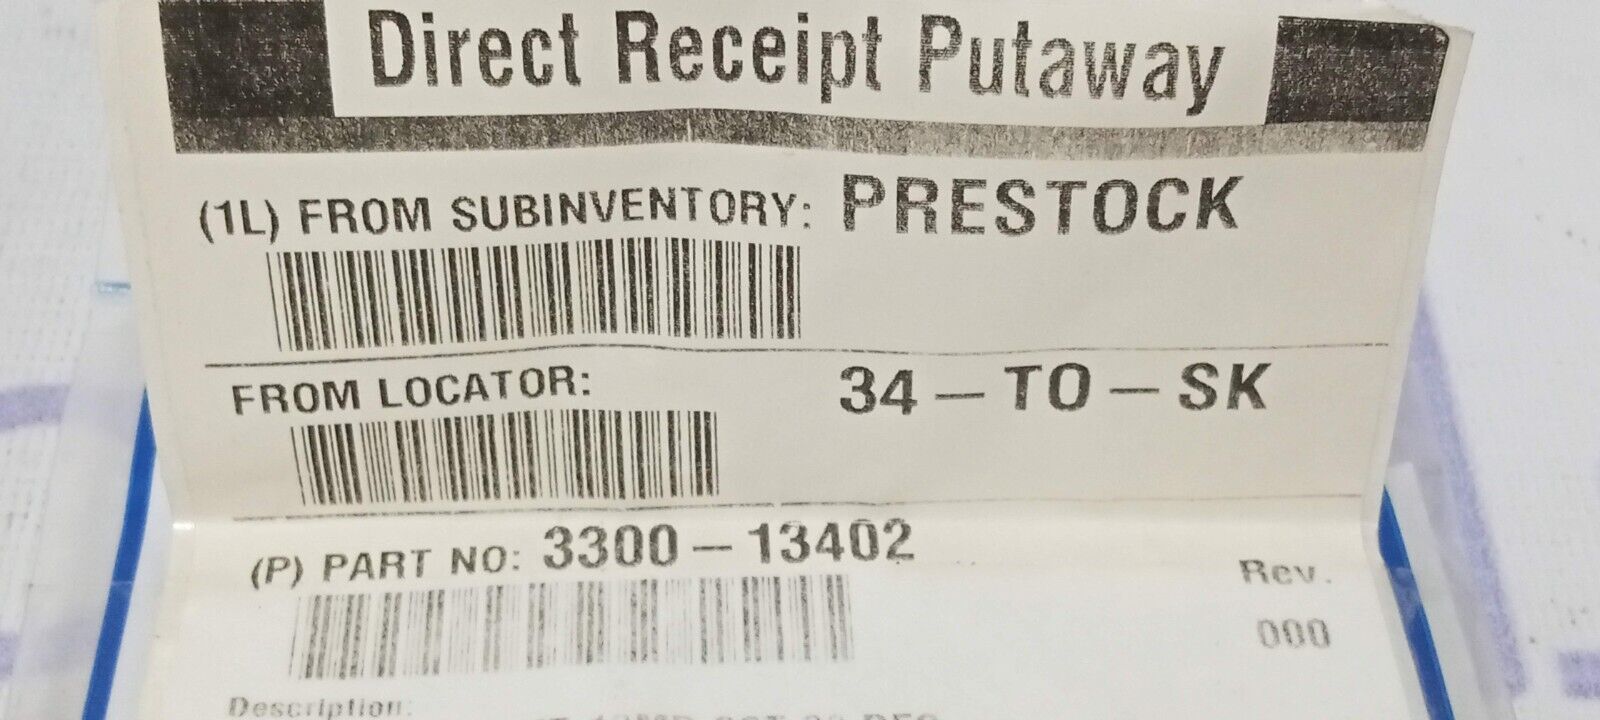 Direct Receipt Putaway
(1L) FROM SUBINVENTORY: PRESTOCK
FROM LOCATOR: 34-TO-SK
(P) PART NO: 3300-13402
Rev.
000
Description: